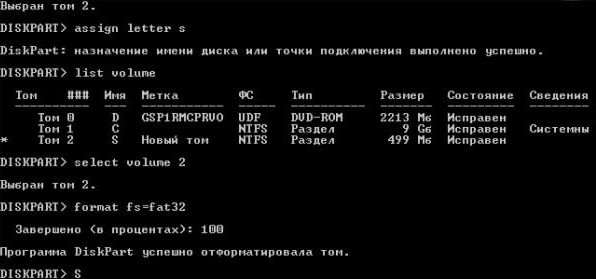 Выбран том 2.
DISKPART> assign letter s
DiskPart: назначение имени диска или точки подключения выполнено успешно.
DISKPART> list volume
Том ### Имя Метка ФС Тип Размер Состояние Сведения
---------- --- ----------- ----- ---------- ------- --------- --------
Том 0 D GSP1RMCPRVO UDF DVD-ROM 2213 Mб Исправен
Том 1 C NTFS Раздел 9 Gб Исправен Системны
* Том 2 S Новый том NTFS Раздел 499 Mб Исправен
DISKPART> select volume 2
Выбран том 2.
DISKPART> format fs=fat32
Завершено (в процентах): 100
Программа DiskPart успешно отформатировала том.
DISKPART> S